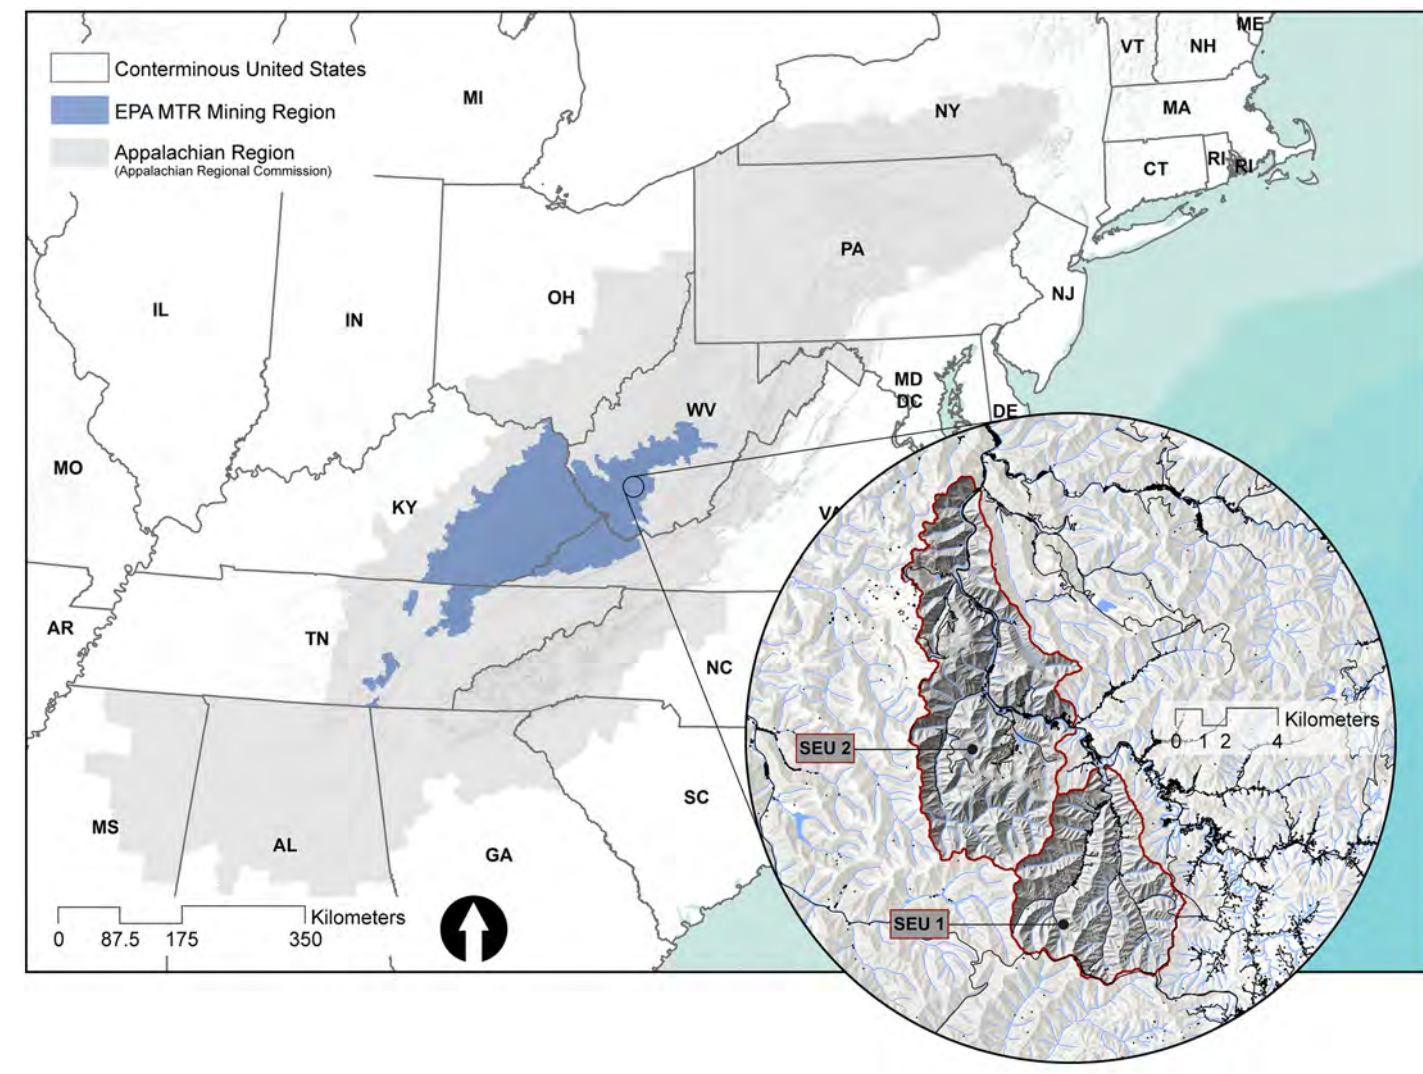 Conterminous United States
EPA MTR Mining Region
Appalachian Region
(Appalachian Regional Commission)
ME
VT
NH
MI
NY
MA
CT
RI
RI
PA
OH
NJ
IL
IN
MD
DC
DE
WV
MO
KY
VA
AR
TN
NC
SC
MS
AL
GA
Kilometers
0 87.5 175 350
Kilometers
0 1 2 4
SEU 2
SEU 1